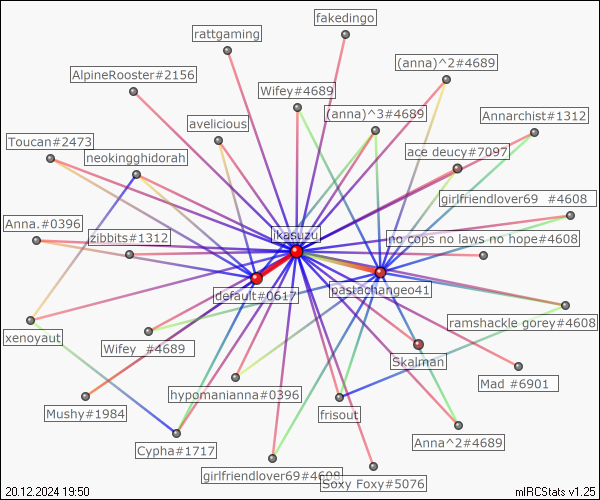 fakedingo
rattgaming
(anna)^2#4689
AlpineRooster#2156
Wifey#4689
(anna)^3#4689
Annarchist#1312
avelicious
Toucan#2473
ace deucy#7097
neokingghidorah
girlfriendlover69 #4608
Anna.#0396
zibbits#1312
ikasuzu
no cops no laws no hope#4608
default#0617
pastachangeo41
ramshackle gorey#4608
xenoyaut
Wifey #4689
Skalman
hypomanianna#0396
Mad #6901
Mushy#1984
frisout
Cypha#1717
Anna^2#4689
girlfriendlover69#4608
Soxy Foxy#5076
20.12.2024 19:50
mIRCStats v1.25